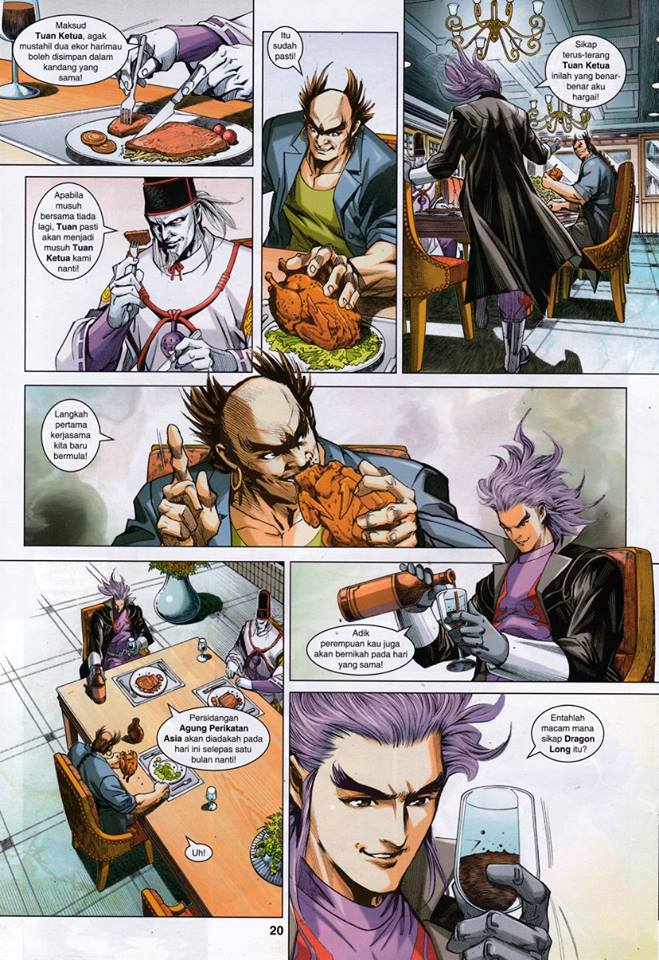 Maksud
Tuan Ketua, agak
mustahil dua ekor harimau
boleh disimpan dalam
kandang yang
sama!
Itu
sudah
pasti!
Sikap
terus-terang
Tuan Ketua
inilah yang benar-
benar aku
hargai!
Apabila
musuh
bersama tiada
lagi, Tuan pasti
akan menjadi
musuh Tuan
Ketua kami
nanti!
Langkah
pertama
kerjasama
kita baru
bermula!
Adik
perempuan kau juga
akan bernikah pada hari
yang sama!
Persidangan
Agung Perikatan
Asia akan diadakah pada
hari ini selepas satu
bulan nanti!
Uh!
Entahlah
macam mana
sikap Dragon
Long itu?
20